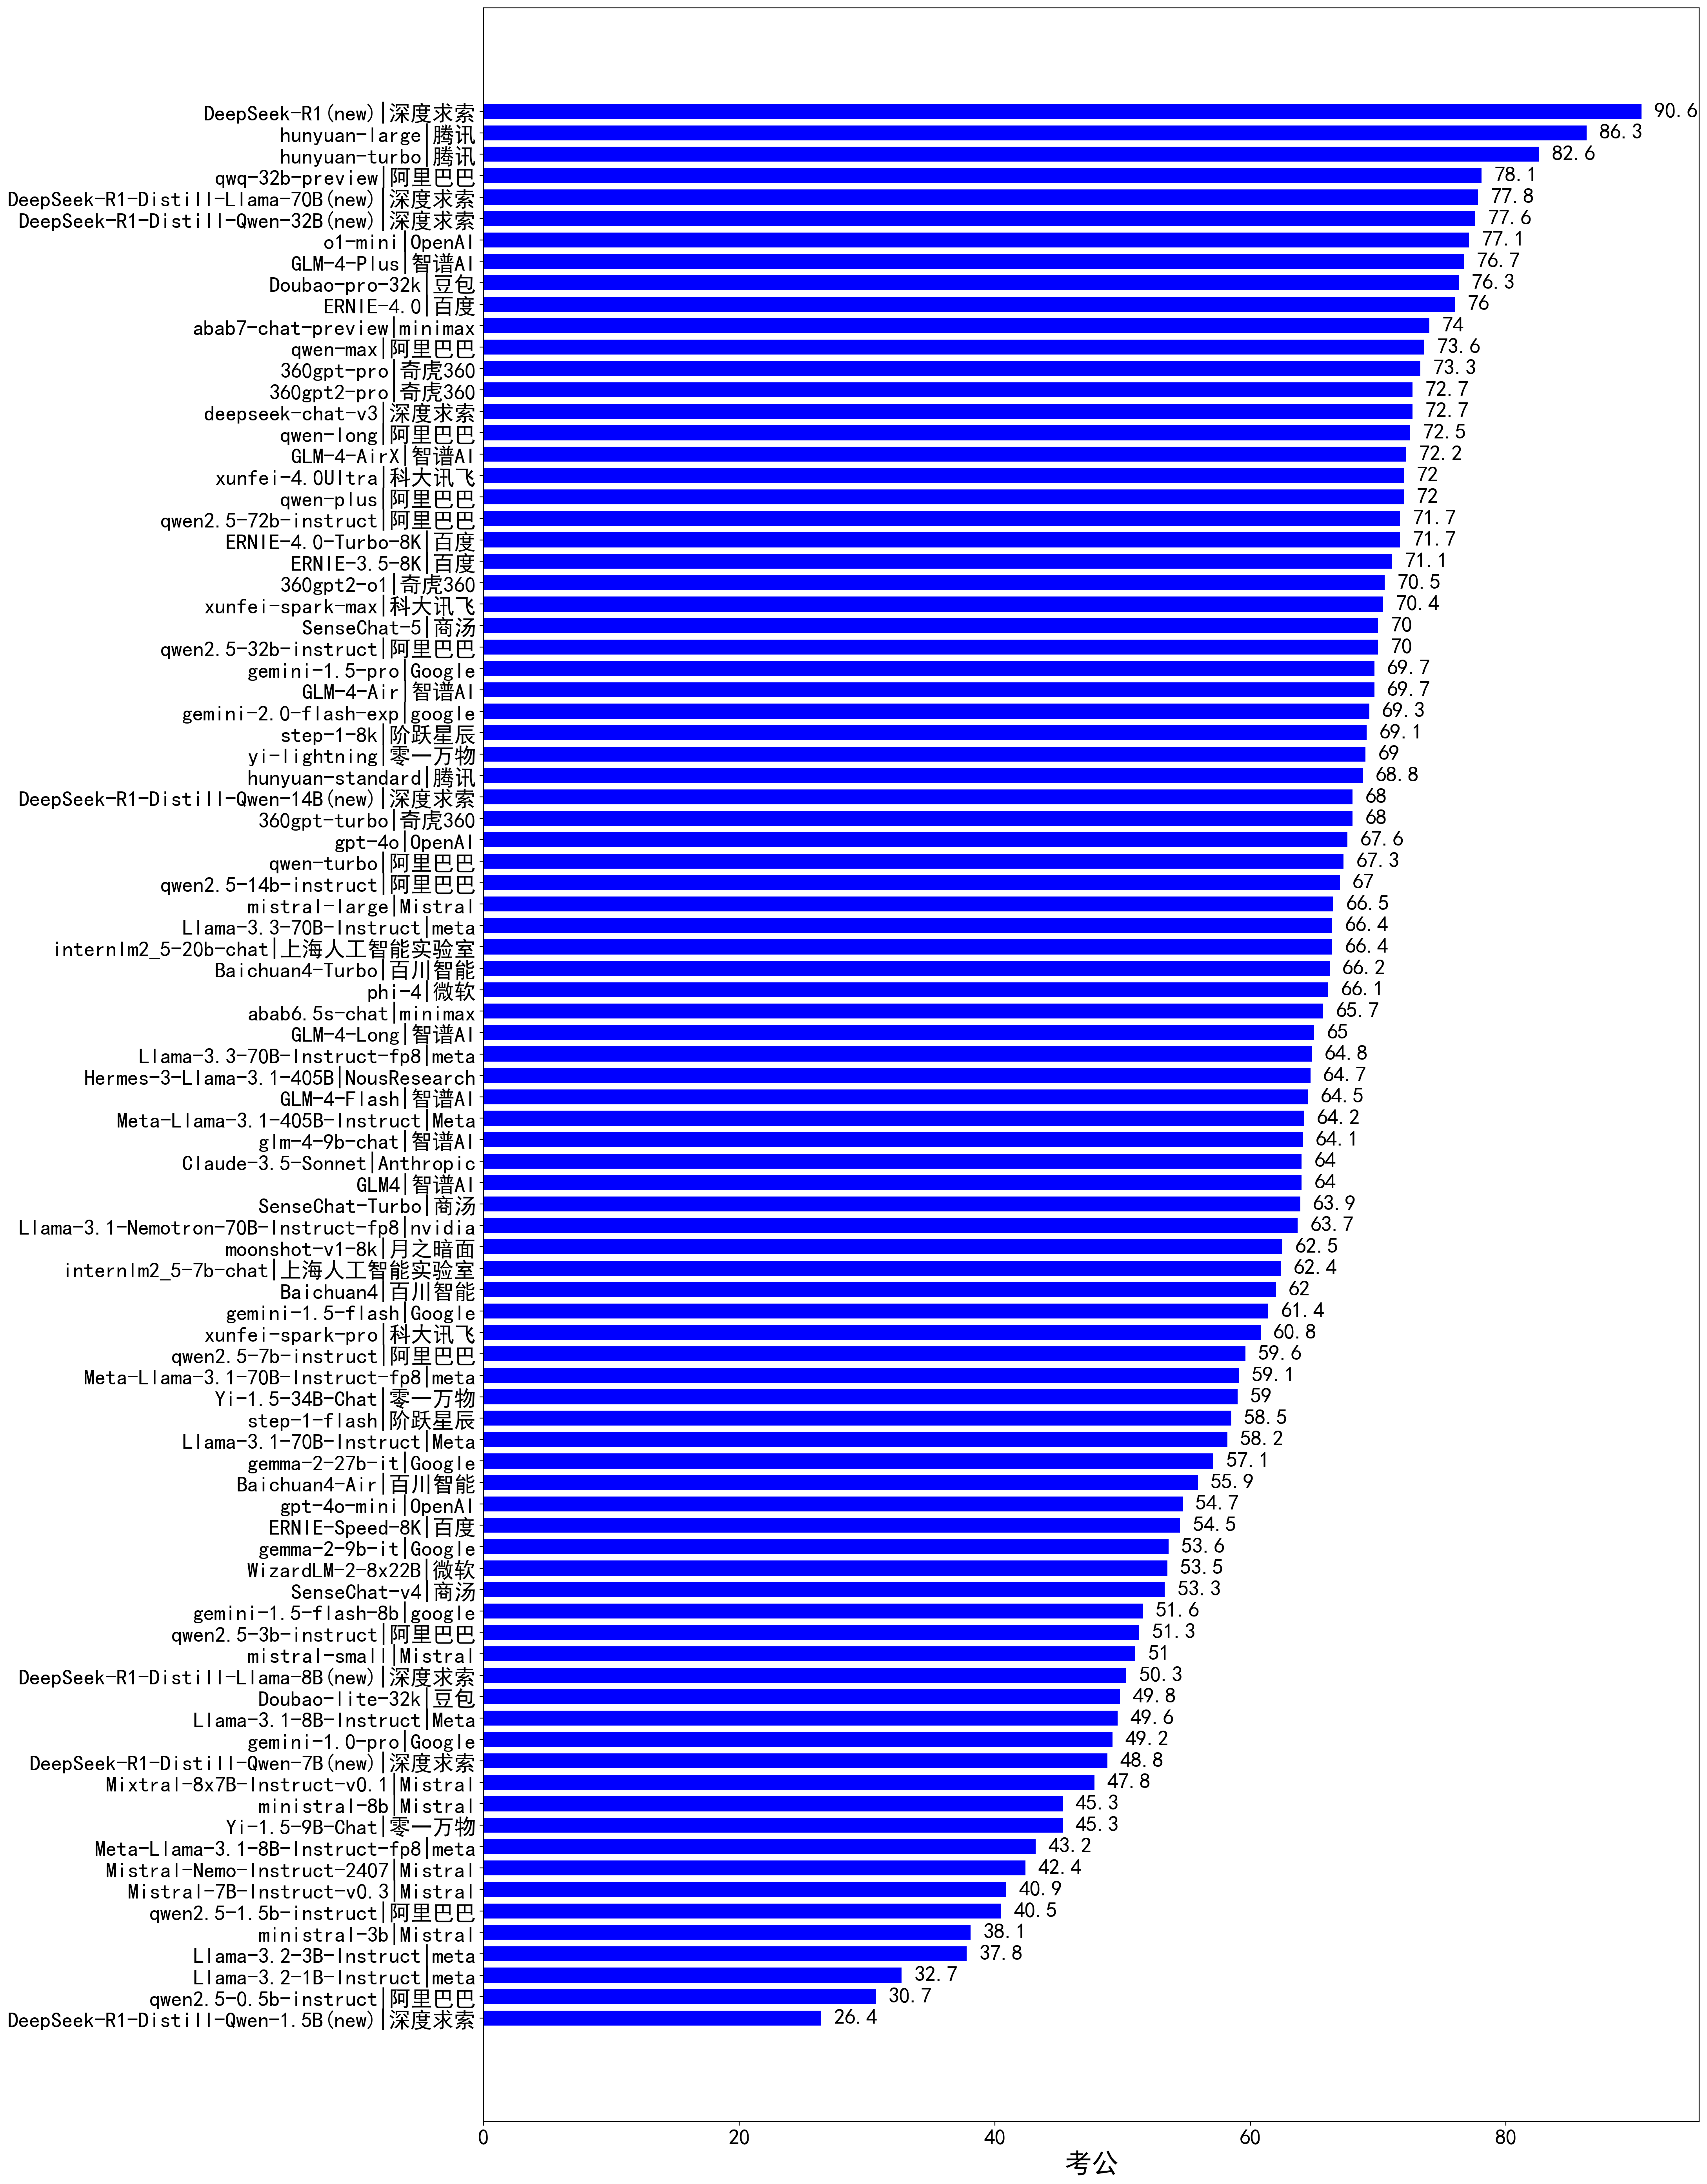 DeepSeek-R1(new)|深度求索 90.6
hunyuan-large|腾讯 86.3
hunyuan-turbo|腾讯 82.6
qwq-32b-preview|阿里巴巴 78.1
DeepSeek-R1-Distill-Llama-70B(new)|深度求索 77.8
DeepSeek-R1-Distill-Qwen-32B(new)|深度求索 77.6
o1-mini|OpenAI 77.1
GLM-4-Plus|智谱AI 76.7
Doubao-pro-32k|豆包 76.3
ERNIE-4.0|百度 76
abab7-chat-preview|minimax 74
qwen-max|阿里巴巴 73.6
360gpt-pro|奇虎360 73.3
360gpt2-pro|奇虎360 72.7
deepseek-chat-v3|深度求索 72.7
qwen-long|阿里巴巴 72.5
GLM-4-AirX|智谱AI 72.2
xunfei-4.0Ultra|科大讯飞 72
qwen-plus|阿里巴巴 72
qwen2.5-72b-instruct|阿里巴巴 71.7
ERNIE-4.0-Turbo-8K|百度 71.7
ERNIE-3.5-8K|百度 71.1
360gpt2-o1|奇虎360 70.5
xunfei-spark-max|科大讯飞 70.4
SenseChat-5|商汤 70
qwen2.5-32b-instruct|阿里巴巴 70
gemini-1.5-pro|Google 69.7
GLM-4-Air|智谱AI 69.7
gemini-2.0-flash-exp|google 69.3
step-1-8k|阶跃星辰 69.1
yi-lightning|零一万物 69
hunyuan-standard|腾讯 68.8
DeepSeek-R1-Distill-Qwen-14B(new)|深度求索 68
360gpt-turbo|奇虎360 68
gpt-4o|OpenAI 67.6
qwen-turbo|阿里巴巴 67.3
qwen2.5-14b-instruct|阿里巴巴 67
mistral-large|Mistral 66.5
Llama-3.3-70B-Instruct|meta 66.4
internlm2_5-20b-chat|上海人工智能实验室 66.4
Baichuan4-Turbo|百川智能 66.2
phi-4|微软 66.1
abab6.5s-chat|minimax 65.7
GLM-4-Long|智谱AI 65
Llama-3.3-70B-Instruct-fp8|meta 64.8
Hermes-3-Llama-3.1-405B|NousResearch 64.7
GLM-4-Flash|智谱AI 64.5
Meta-Llama-3.1-405B-Instruct|Meta 64.2
glm-4-9b-chat|智谱AI 64.1
Claude-3.5-Sonnet|Anthropic 64
GLM4|智谱AI 64
SenseChat-Turbo|商汤 63.9
Llama-3.1-Nemotron-70B-Instruct-fp8|nvidia 63.7
moonshot-v1-8k|月之暗面 62.5
internlm2_5-7b-chat|上海人工智能实验室 62.4
Baichuan4|百川智能 62
gemini-1.5-flash|Google 61.4
xunfei-spark-pro|科大讯飞 60.8
qwen2.5-7b-instruct|阿里巴巴 59.6
Meta-Llama-3.1-70B-Instruct-fp8|meta 59.1
Yi-1.5-34B-Chat|零一万物 59
step-1-flash|阶跃星辰 58.5
Llama-3.1-70B-Instruct|Meta 58.2
gemma-2-27b-it|Google 57.1
Baichuan4-Air|百川智能 55.9
gpt-4o-mini|OpenAI 54.7
ERNIE-Speed-8K|百度 54.5
gemma-2-9b-it|Google 53.6
WizardLM-2-8x22B|微软 53.5
SenseChat-v4|商汤 53.3
gemini-1.5-flash-8b|google 51.6
qwen2.5-3b-instruct|阿里巴巴 51.3
mistral-small|Mistral 51
DeepSeek-R1-Distill-Llama-8B(new)|深度求索 50.3
Doubao-lite-32k|豆包 49.8
Llama-3.1-8B-Instruct|Meta 49.6
gemini-1.0-pro|Google 49.2
DeepSeek-R1-Distill-Qwen-7B(new)|深度求索 48.8
Mixtral-8x7B-Instruct-v0.1|Mistral 47.8
ministral-8b|Mistral 45.3
Yi-1.5-9B-Chat|零一万物 45.3
Meta-Llama-3.1-8B-Instruct-fp8|meta 43.2
Mistral-Nemo-Instruct-2407|Mistral 42.4
Mistral-7B-Instruct-v0.3|Mistral 40.9
qwen2.5-1.5b-instruct|阿里巴巴 40.5
ministral-3b|Mistral 38.1
Llama-3.2-3B-Instruct|meta 37.8
Llama-3.2-1B-Instruct|meta 32.7
qwen2.5-0.5b-instruct|阿里巴巴 30.7
DeepSeek-R1-Distill-Qwen-1.5B(new)|深度求索 26.4
0 20 40 60 80
考公